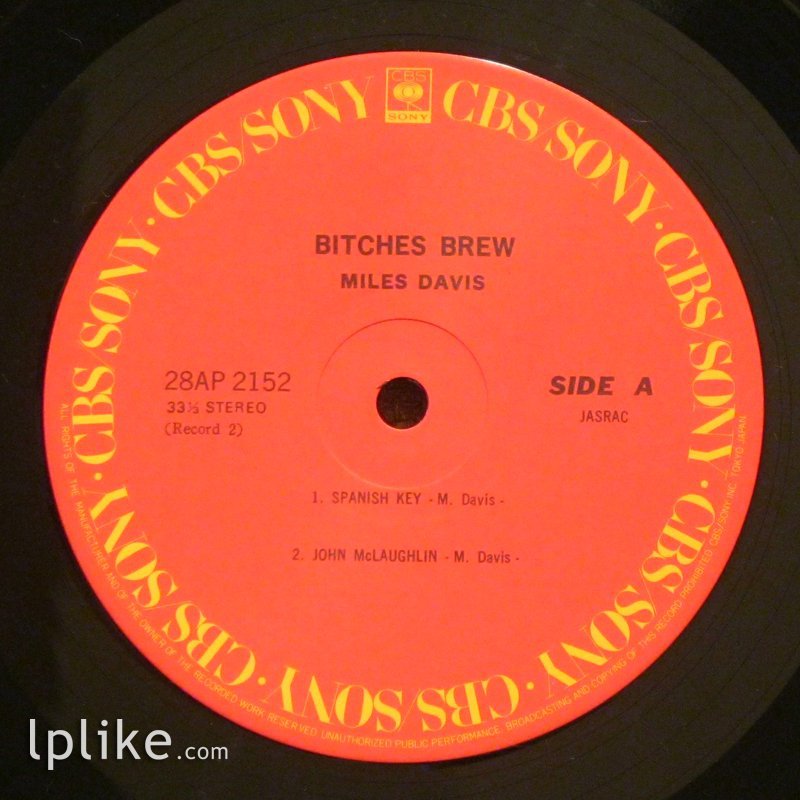 CBS
SONY
CBS/SONY · CBS/SONY · CBS/SONY · CBS/SONY · CBS/SONY · CBS/SONY · CBS/SONY · CBS/SONY
BITCHES BREW
MILES DAVIS
28AP 2152
33⅓ STEREO
(Record 2)
SIDE A
JASRAC
1. SPANISH KEY - M. Davis -
2. JOHN McLAUGHLIN - M. Davis -
ALL RIGHTS OF THE MANUFACTURER AND OF THE OWNER OF THE RECORDED WORK RESERVED UNAUTHORIZED PUBLIC PERFORMANCE, BROADCASTING AND COPYING OF THIS RECORD PROHIBITED CBS/SONY INC. TOKYO JAPAN
lplike.com